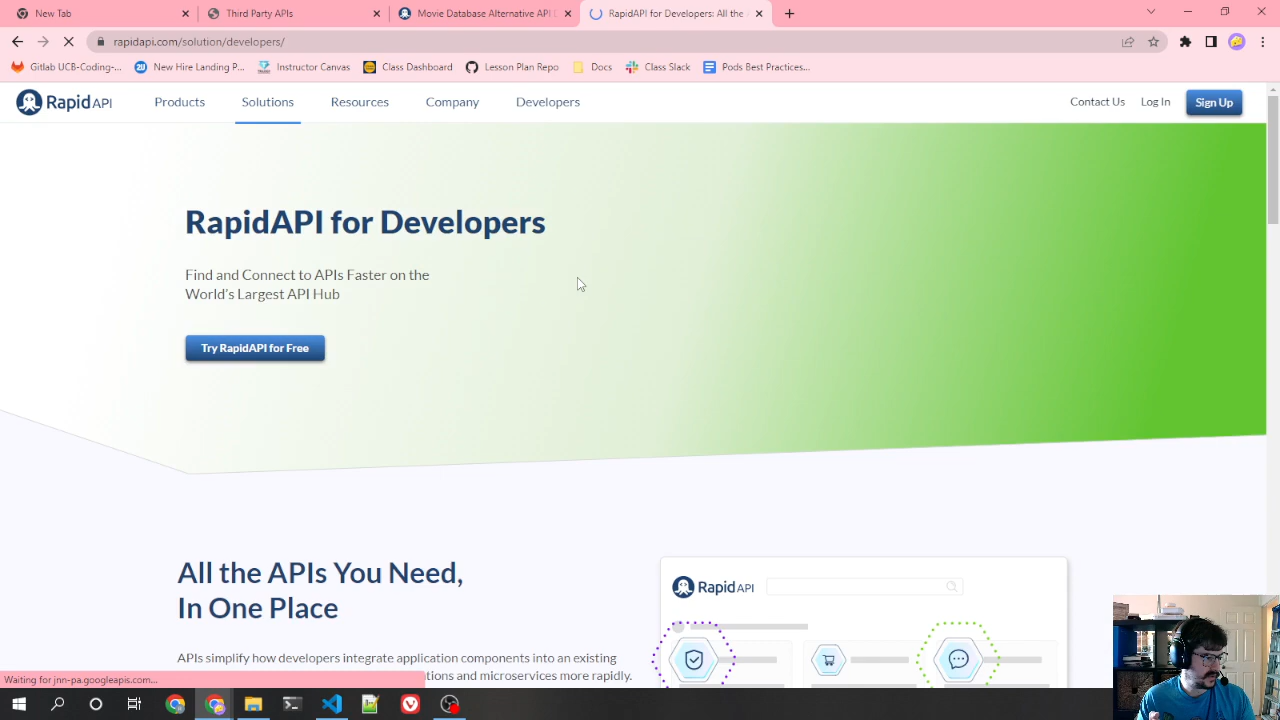 New Tab
Third Party APIs
Movie Database Alternative API D
RapidAPI for Developers: All the
rapidapi.com/solution/developers/
Gitlab UCB-Coding-...
New Hire Landing P...
Instructor Canvas
Class Dashboard
Lesson Plan Repo
Docs
Class Slack
Pods Best Practices...
Rapid API
Products
Solutions
Resources
Company
Developers
Contact Us
Log In
Sign Up
RapidAPI for Developers
Find and Connect to APIs Faster on the
World's Largest API Hub
Try RapidAPI for Free
All the APIs You Need,
In One Place
Rapid API
APIs simplify how developers integrate application components into an existing
tions and microservices more rapidly.
Waiting for jnn-pa.googleapis.com...